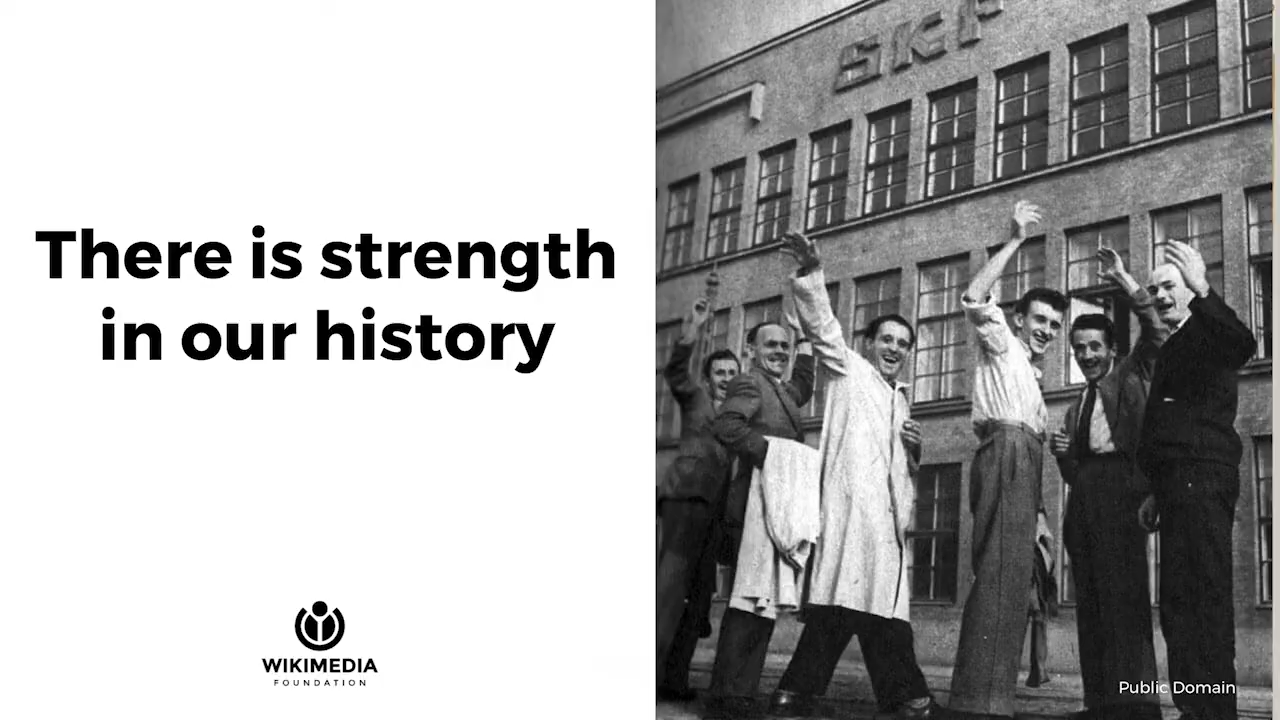 There is strength
in our history
WIKIMEDIA
FOUNDATION
SKF
Public Domain